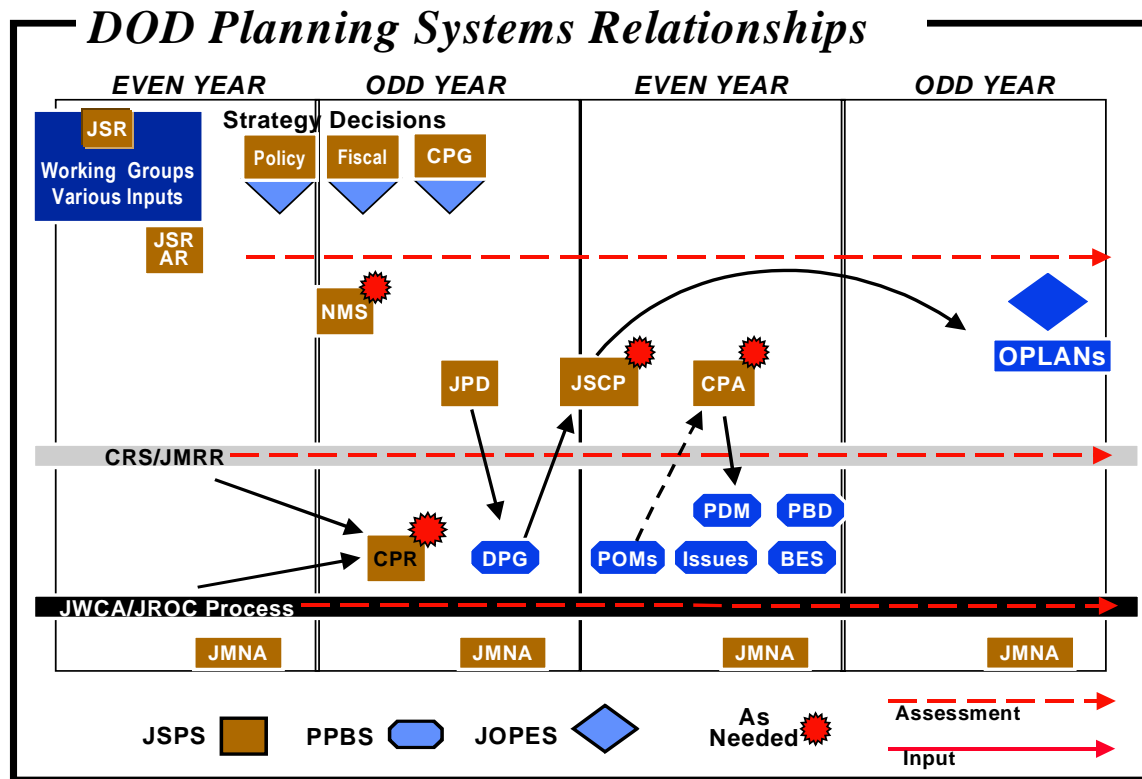 DOD Planning Systems Relationships
EVEN YEAR
ODD YEAR
EVEN YEAR
ODD YEAR
JSR
Working Groups
Various Inputs
Strategy Decisions
Policy
Fiscal
CPG
JSR
AR
NMS
OPLANs
JPD
JSCP
CPA
CRS/JMRR
PDM
PBD
CPR
DPG
POMs
Issues
BES
JWCA/JROC Process
JMNA
JMNA
JMNA
JMNA
JSPS
PPBS
JOPES
As
Needed
Assessment
Input